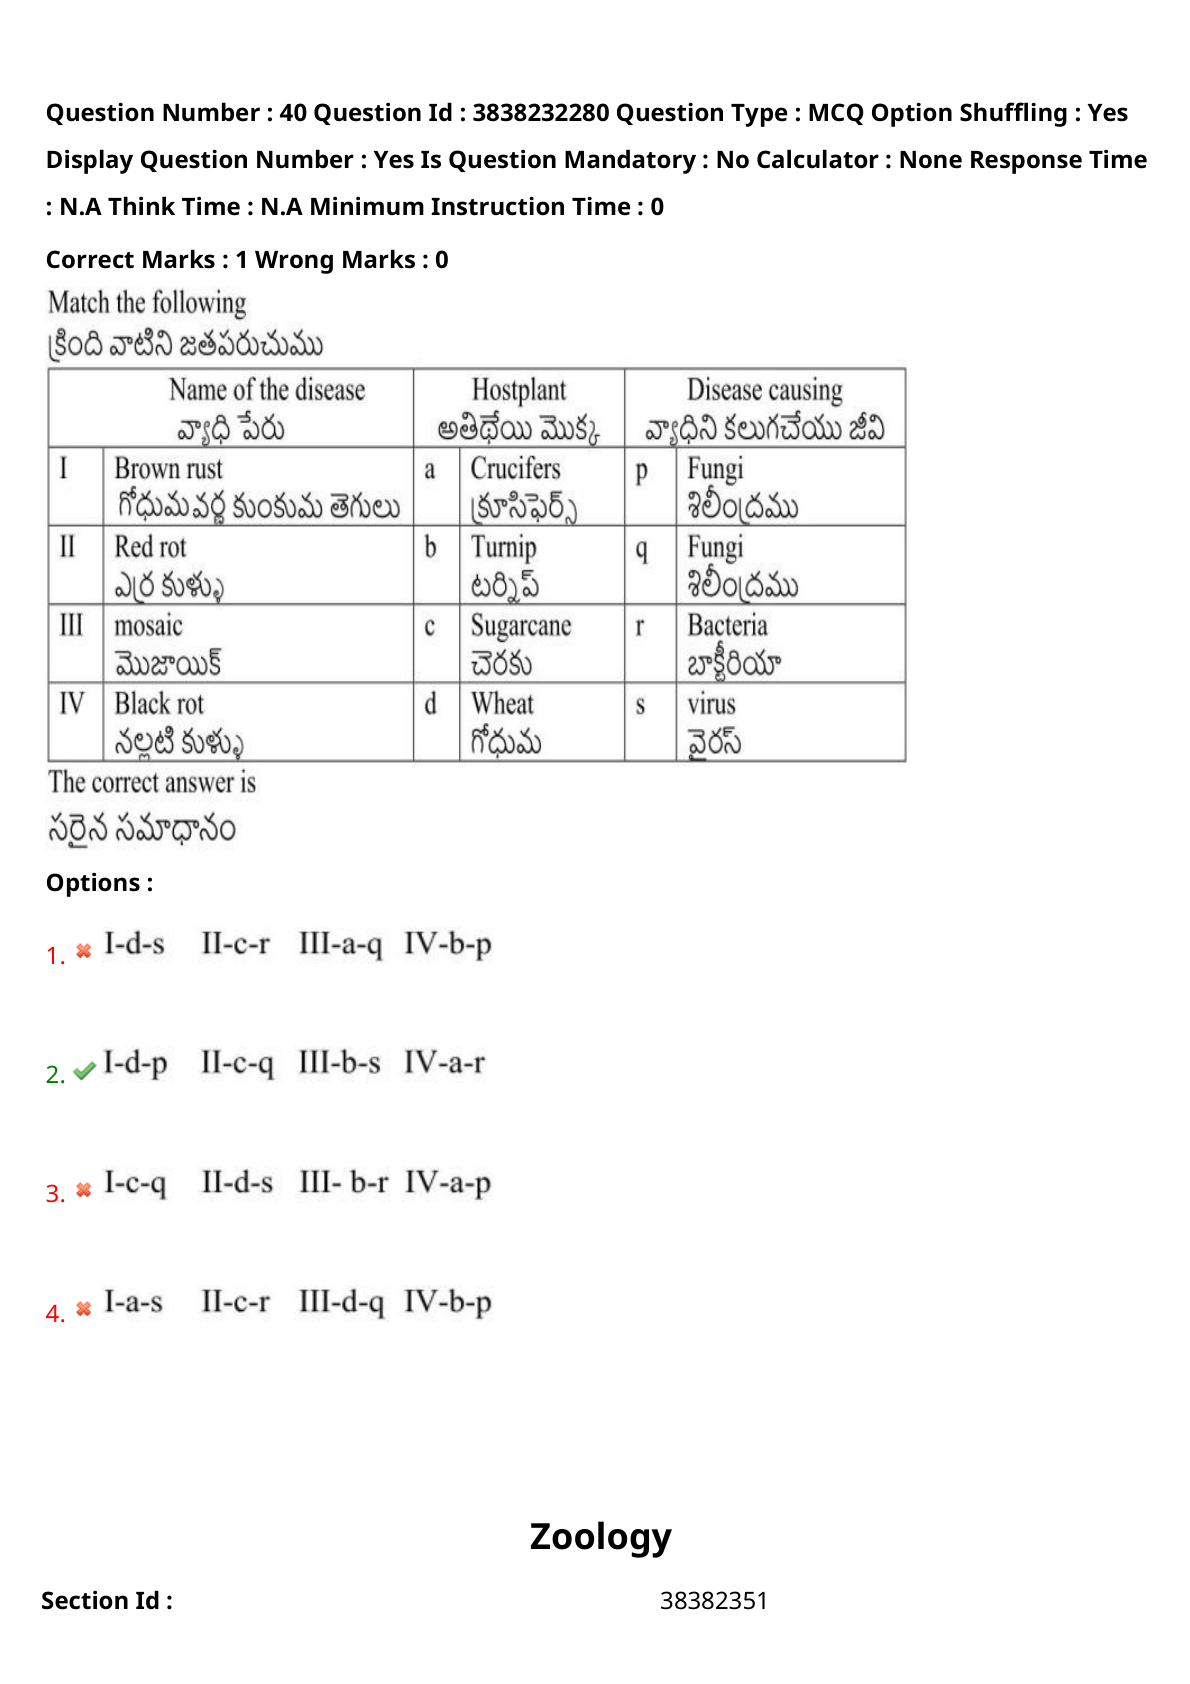 Question Number : 40 Question Id : 3838232280 Question Type : MCQ Option Shuffling : Yes
Display Question Number : Yes Is Question Mandatory : No Calculator : None Response Time
: N.A Think Time : N.A Minimum Instruction Time : 0
Correct Marks : 1 Wrong Marks : 0
Match the following
క్రింది వాటిని జతపరుచుము
Name of the disease Hostplant Disease causing
వ్యాధి పేరు అతిథేయి మొక్క వ్యాధిని కలుగచేయు జీవి
I Brown rust a Crucifers p Fungi
గోధుమవర్ణ కుంకుమ తెగులు క్రూసిఫెర్స్ శిలీంద్రము
II Red rot b Turnip q Fungi
ఎర్ర కుళ్ళు టర్నిప్ శిలీంద్రము
III mosaic c Sugarcane r Bacteria
మొజాయిక్ చెరకు బాక్టీరియా
IV Black rot d Wheat s virus
నల్లటి కుళ్ళు గోధుమ వైరస్
The correct answer is
సరైన సమాధానం
Options :
1. I-d-s II-c-r III-a-q IV-b-p
2. I-d-p II-c-q III-b-s IV-a-r
3. I-c-q II-d-s III- b-r IV-a-p
4. I-a-s II-c-r III-d-q IV-b-p
Zoology
Section Id : 38382351